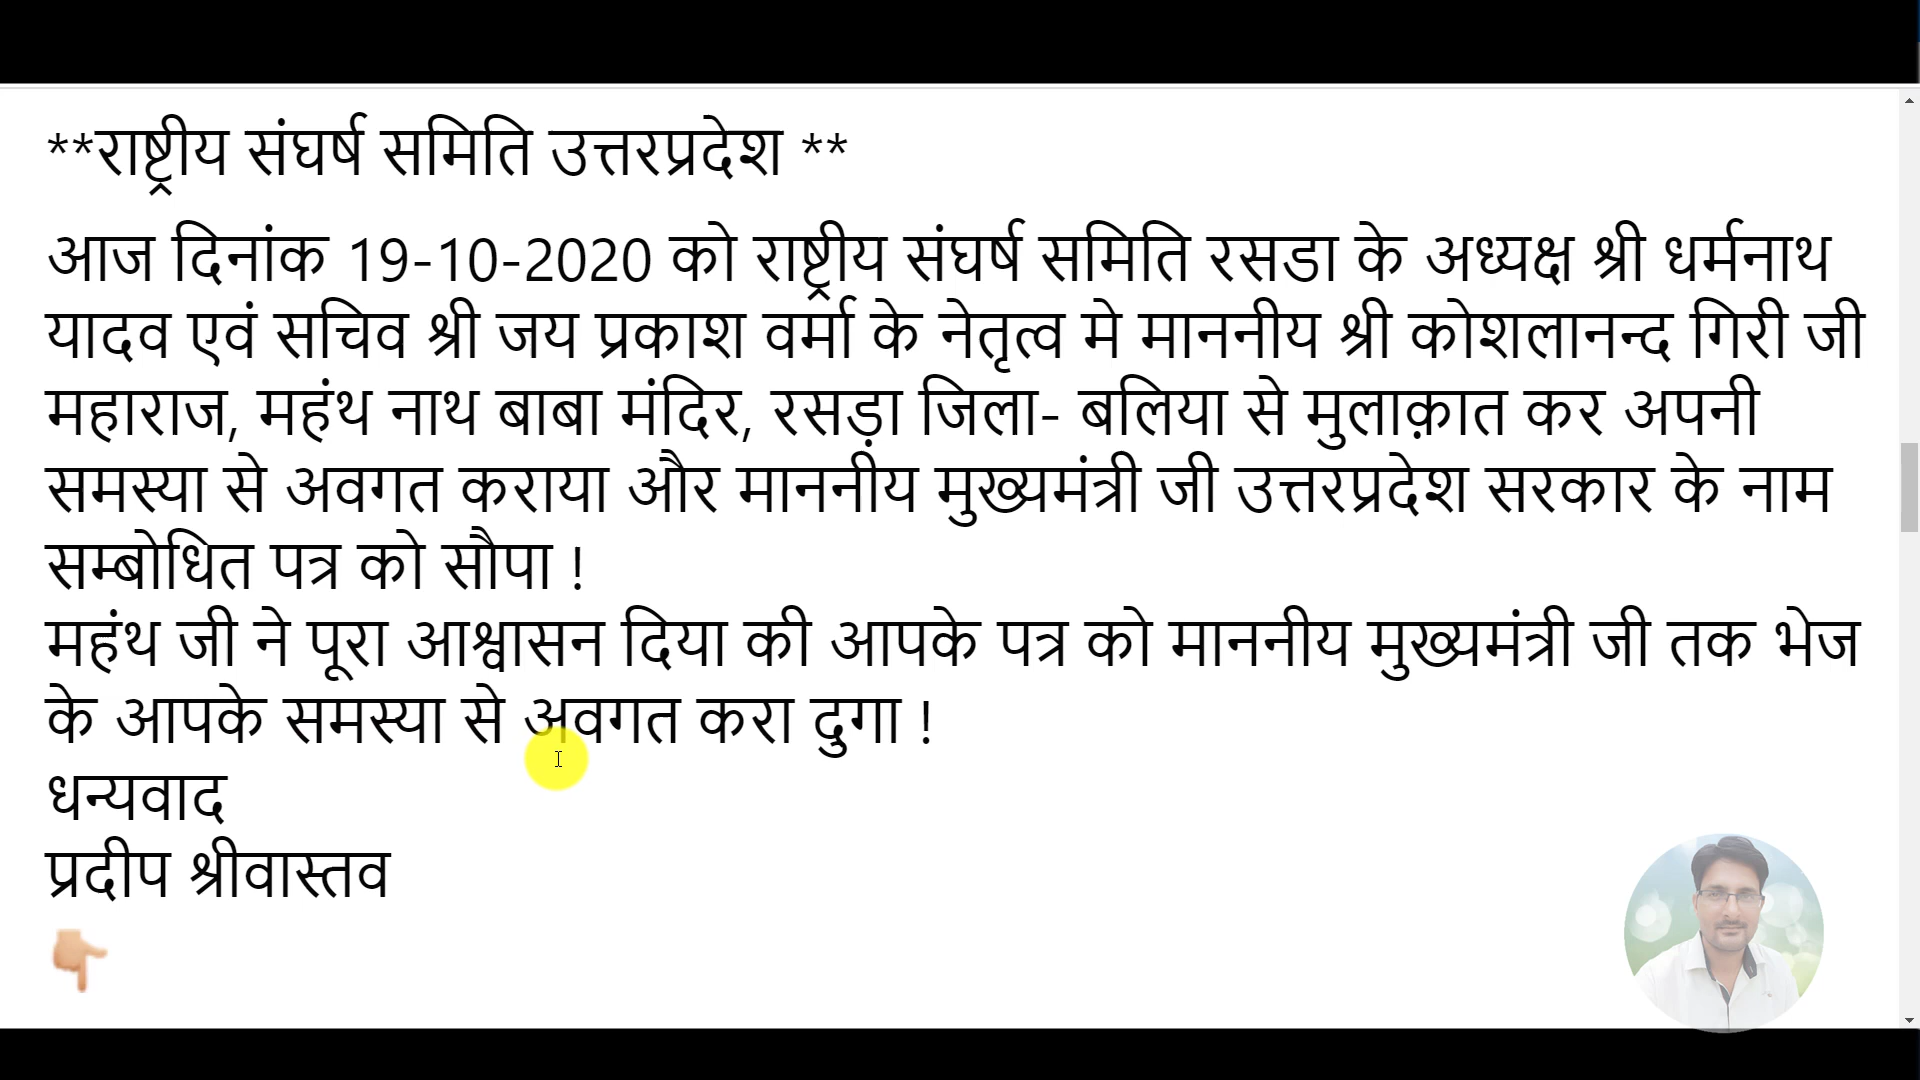 **राष्ट्रीय संघर्ष समिति उत्तरप्रदेश **
आज दिनांक 19-10-2020 को राष्ट्रीय संघर्ष समिति रसडा के अध्यक्ष श्री धर्मनाथ
यादव एवं सचिव श्री जय प्रकाश वर्मा के नेतृत्व मे माननीय श्री कोशलानन्द गिरी जी
महाराज, महंथ नाथ बाबा मंदिर, रसड़ा जिला- बलिया से मुलाक़ात कर अपनी
समस्या से अवगत कराया और माननीय मुख्यमंत्री जी उत्तरप्रदेश सरकार के नाम
सम्बोधित पत्र को सौपा !
महंथ जी ने पूरा आश्वासन दिया की आपके पत्र को माननीय मुख्यमंत्री जी तक भेज
के आपके समस्या से अवगत करा दुगा !
धन्यवाद
प्रदीप श्रीवास्तव